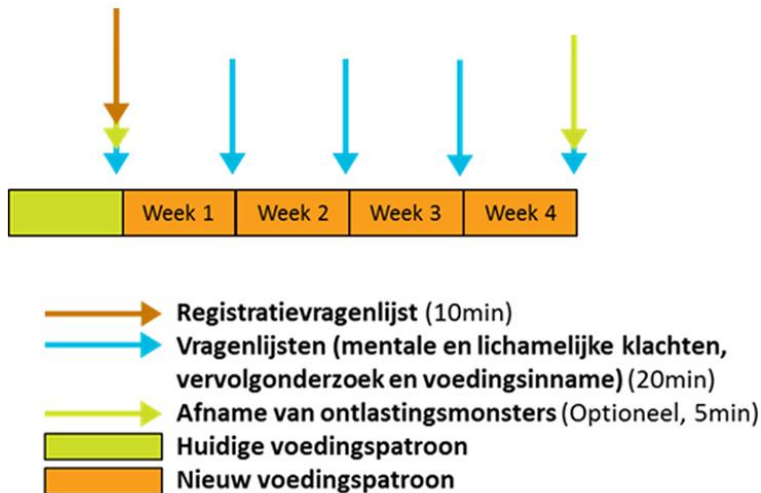 Week 1 Week 2 Week 3 Week 4
Registratievragenlijst (10min)
Vragenlijsten (mentale en lichamelijke klachten,
vervolgonderzoek en voedingsinname) (20min)
Afname van ontlastingsmonsters (Optioneel, 5min)
Huidige voedingspatroon
Nieuw voedingspatroon